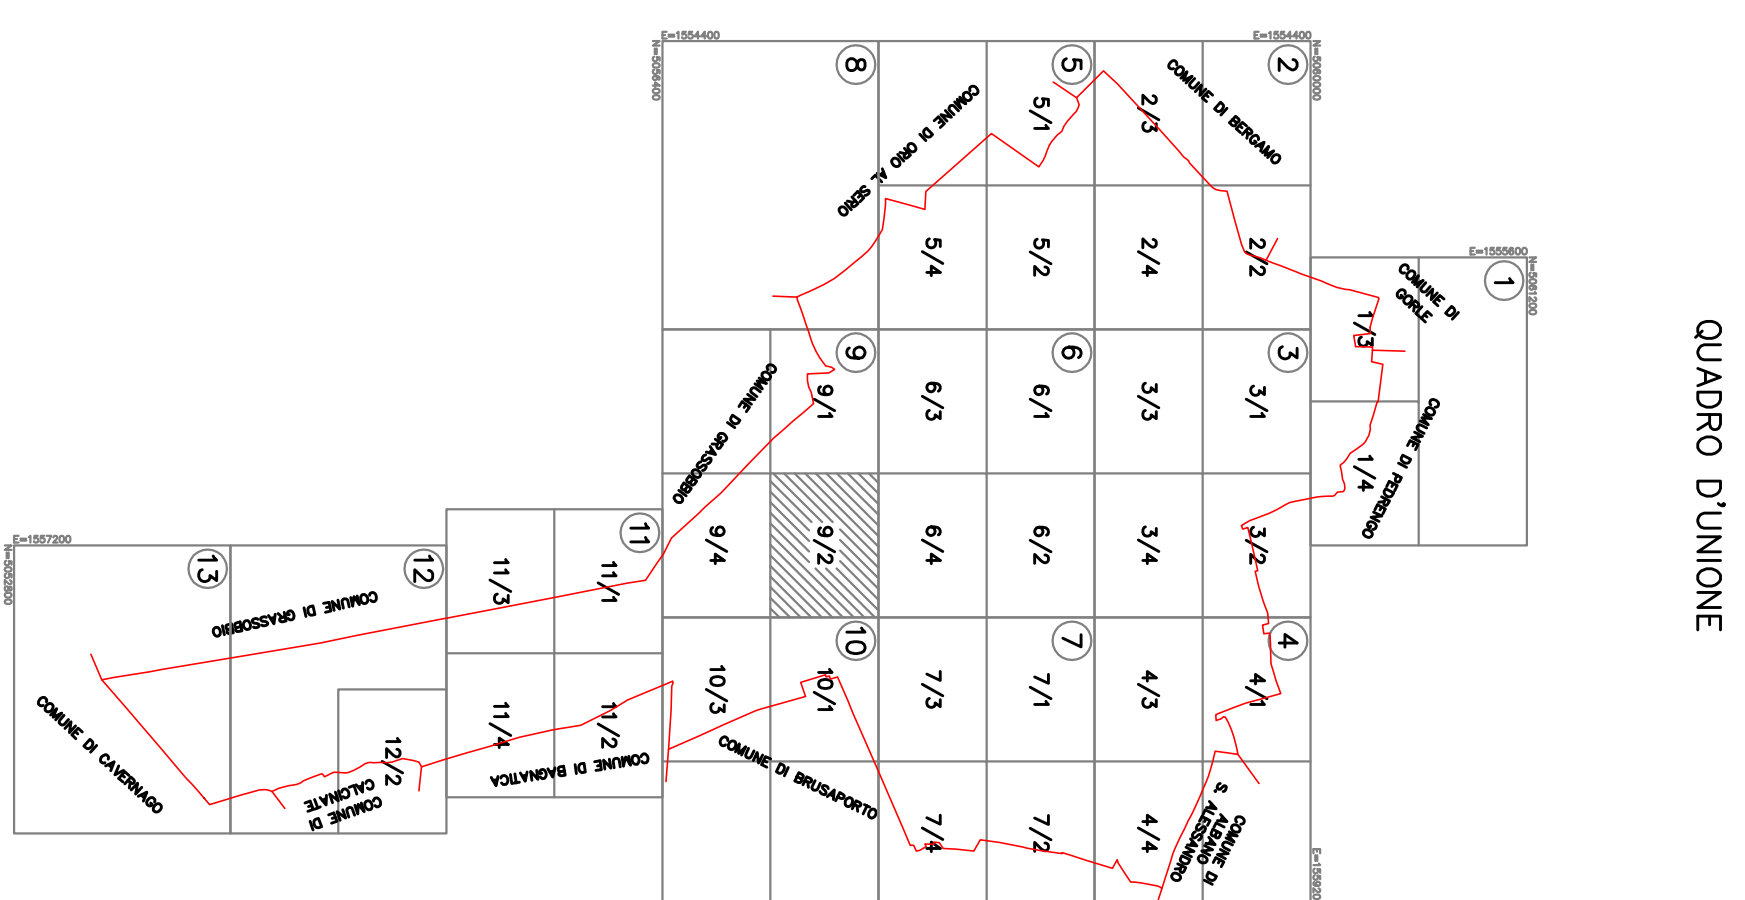 QUADRO D'UNIONE
E=1555600
N=5061200
1
COMUNE DI
GORLE
1/3
1/4
COMUNE DI PEDRENGO
E=1554400
N=5060000
2
COMUNE DI BERGAMO
2/2
2/3
2/4
3
3/1
3/2
3/3
3/4
4
4/1
4/3
4/4
COMUNE DI
ALBANO
S. ALESSANDRO
E=155920
5
5/1
5/2
5/4
6
6/1
6/2
6/3
6/4
7
7/1
7/2
7/3
7/4
E=1554400
N=5056400
8
COMUNE DI ORIO AL SERIO
9
9/1
9/2
9/4
COMUNE DI GRASSOBBIO
10
10/1
10/3
COMUNE DI BRUSAPORTO
11
11/1
11/2
11/3
11/4
COMUNE DI BAGNATICA
12
12/2
COMUNE DI
CALCINATE
COMUNE DI GRASSOBBIO
13
E=1557200
N=5052800
COMUNE DI CAVERNAGO